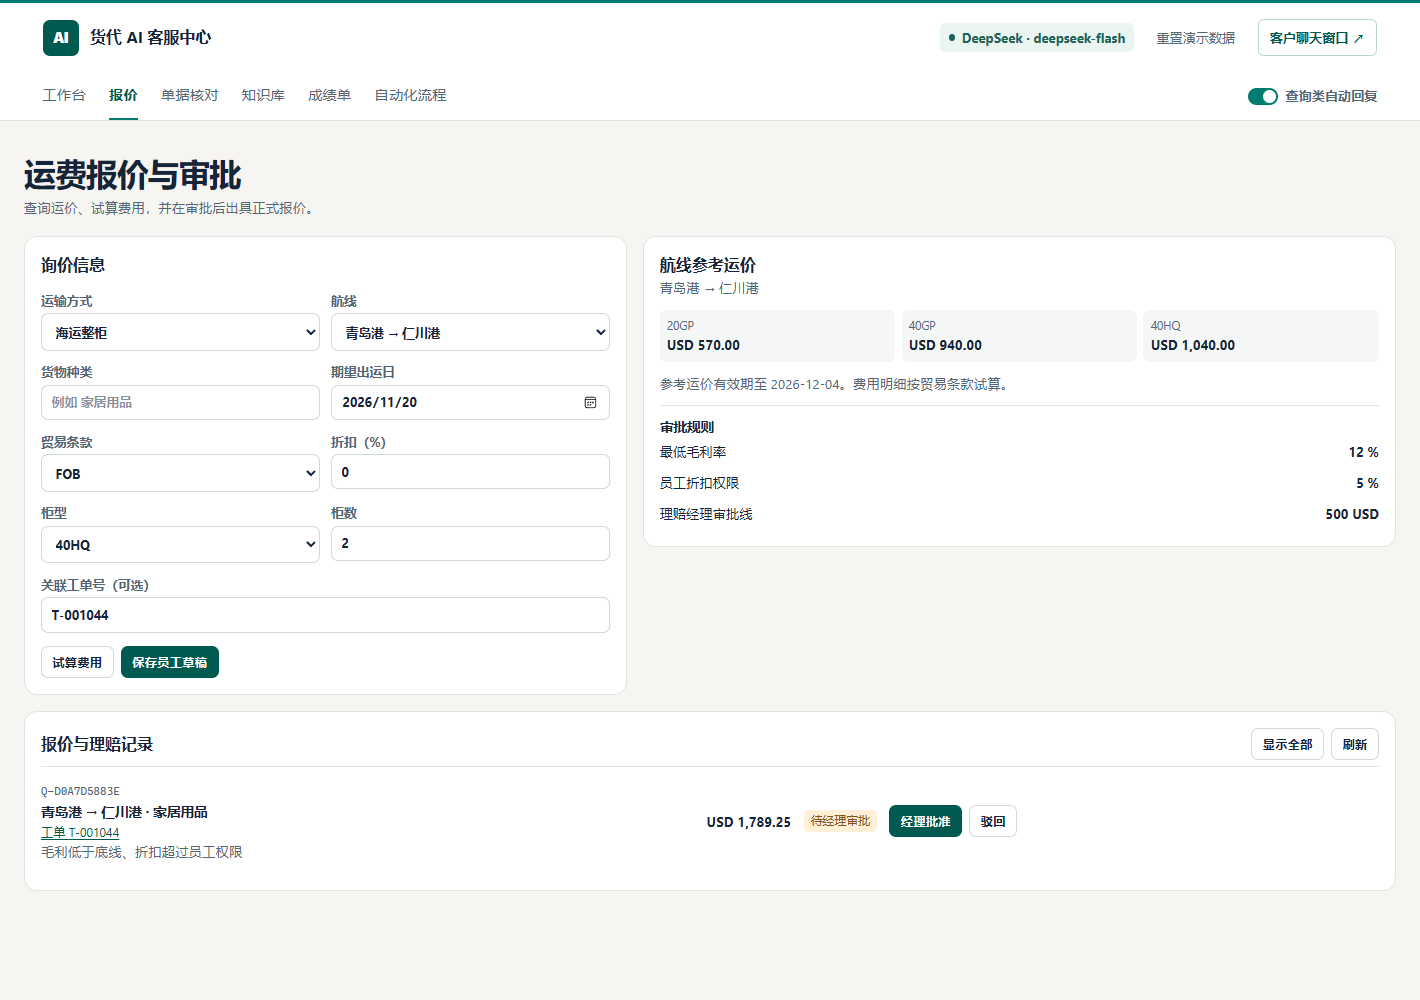 AI 货代 AI 客服中心
DeepSeek · deepseek-flash
重置演示数据
客户聊天窗口 ↗
工作台 报价 单据核对 知识库 成绩单 自动化流程
查询类自动回复
运费报价与审批
查询运价、试算费用，并在审批后出具正式报价。
询价信息
运输方式 航线
海运整柜 青岛港 → 仁川港
货物种类 期望出运日
例如 家居用品 2026/11/20
贸易条款 折扣（%）
FOB 0
柜型 柜数
40HQ 2
关联工单号（可选）
T-001044
试算费用 保存员工草稿
航线参考运价
青岛港 → 仁川港
20GP 40GP 40HQ
USD 570.00 USD 940.00 USD 1,040.00
参考运价有效期至 2026-12-04。费用明细按贸易条款试算。
审批规则
最低毛利率 12 %
员工折扣权限 5 %
理赔经理审批线 500 USD
报价与理赔记录 显示全部 刷新
Q-D0A7D5883E
青岛港 → 仁川港 · 家居用品
工单 T-001044
毛利低于底线、折扣超过员工权限
USD 1,789.25 待经理审批 经理批准 驳回